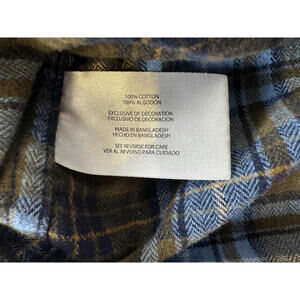 100% COTTON
100% ALGODÓN
EXCLUSIVE OF DECORATION
EXCLUSIVO DE DECORACIÓN
MADE IN BANGLADESH
HECHO EN BANGLADESH
SEE REVERSE FOR CARE
VER AL REVERSO PARA CUIDADO